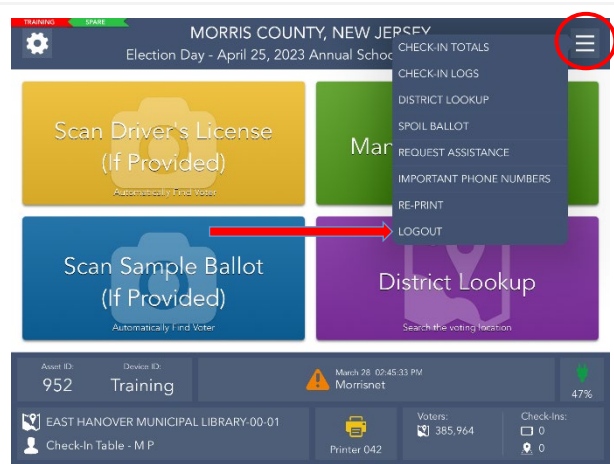 TRAINING SPARE
MORRIS COUNTY, NEW JERSEY
Election Day - April 25, 2023 Annual Schoo
CHECK-IN TOTALS
CHECK-IN LOGS
DISTRICT LOOKUP
SPOIL BALLOT
REQUEST ASSISTANCE
IMPORTANT PHONE NUMBERS
RE-PRINT
LOGOUT
Scan Driver's License
(If Provided)
Automatically Find Voter
Man
Scan Sample Ballot
(If Provided)
Automatically Find Voter
District Lookup
Search the voting location
Asset ID:
952
Device ID:
Training
March 28 02:45:33 PM
Morrisnet
47%
EAST HANOVER MUNICIPAL LIBRARY-00-01
Check-In Table - M P
Printer 042
Voters:
385,964
Check-Ins:
0
0